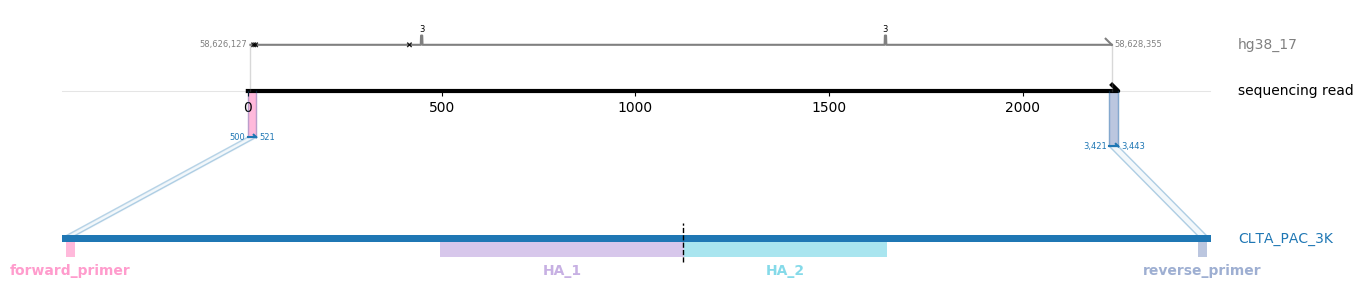 3
3
58,626,127
58,628,355
hg38_17
sequencing read
0
500
1000
1500
2000
500
521
3,421
3,443
CLTA_PAC_3K
forward_primer
HA_1
HA_2
reverse_primer